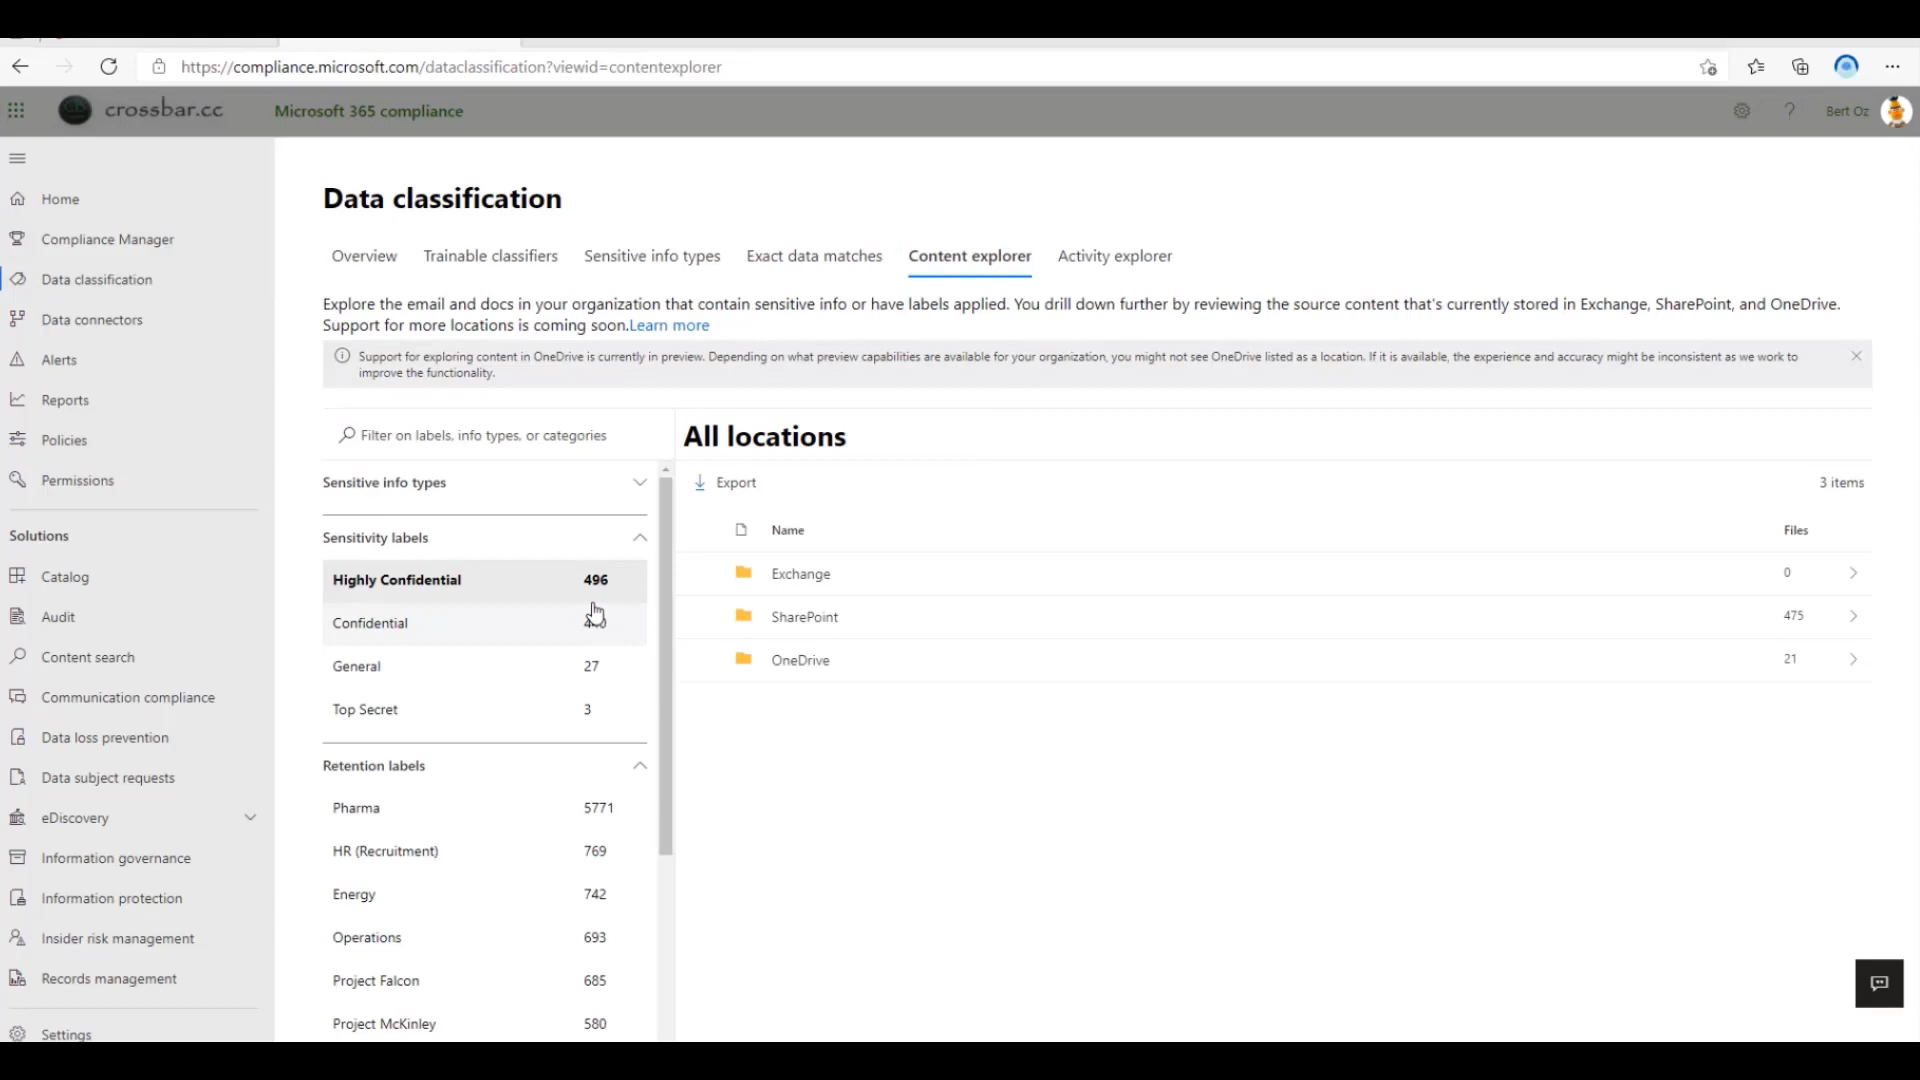 https://compliance.microsoft.com/dataclassification?viewid=contentexplorer
crossbar.cc
Microsoft 365 compliance
Bert Oz
Home
Compliance Manager
Data classification
Data connectors
Alerts
Reports
Policies
Permissions
Solutions
Catalog
Audit
Content search
Communication compliance
Data loss prevention
Data subject requests
eDiscovery
Information governance
Information protection
Insider risk management
Records management
Settings
Data classification
Overview Trainable classifiers Sensitive info types Exact data matches Content explorer Activity explorer
Explore the email and docs in your organization that contain sensitive info or have labels applied. You drill down further by reviewing the source content that's currently stored in Exchange, SharePoint, and OneDrive.
Support for more locations is coming soon.Learn more
Support for exploring content in OneDrive is currently in preview. Depending on what preview capabilities are available for your organization, you might not see OneDrive listed as a location. If it is available, the experience and accuracy might be inconsistent as we work to
improve the functionality.
Filter on labels, info types, or categories
Sensitive info types
Sensitivity labels
Highly Confidential 496
Confidential
General 27
Top Secret 3
Retention labels
Pharma 5771
HR (Recruitment) 769
Energy 742
Operations 693
Project Falcon 685
Project McKinley 580
All locations
Export 3 items
Name Files
Exchange 0
SharePoint 475
OneDrive 21